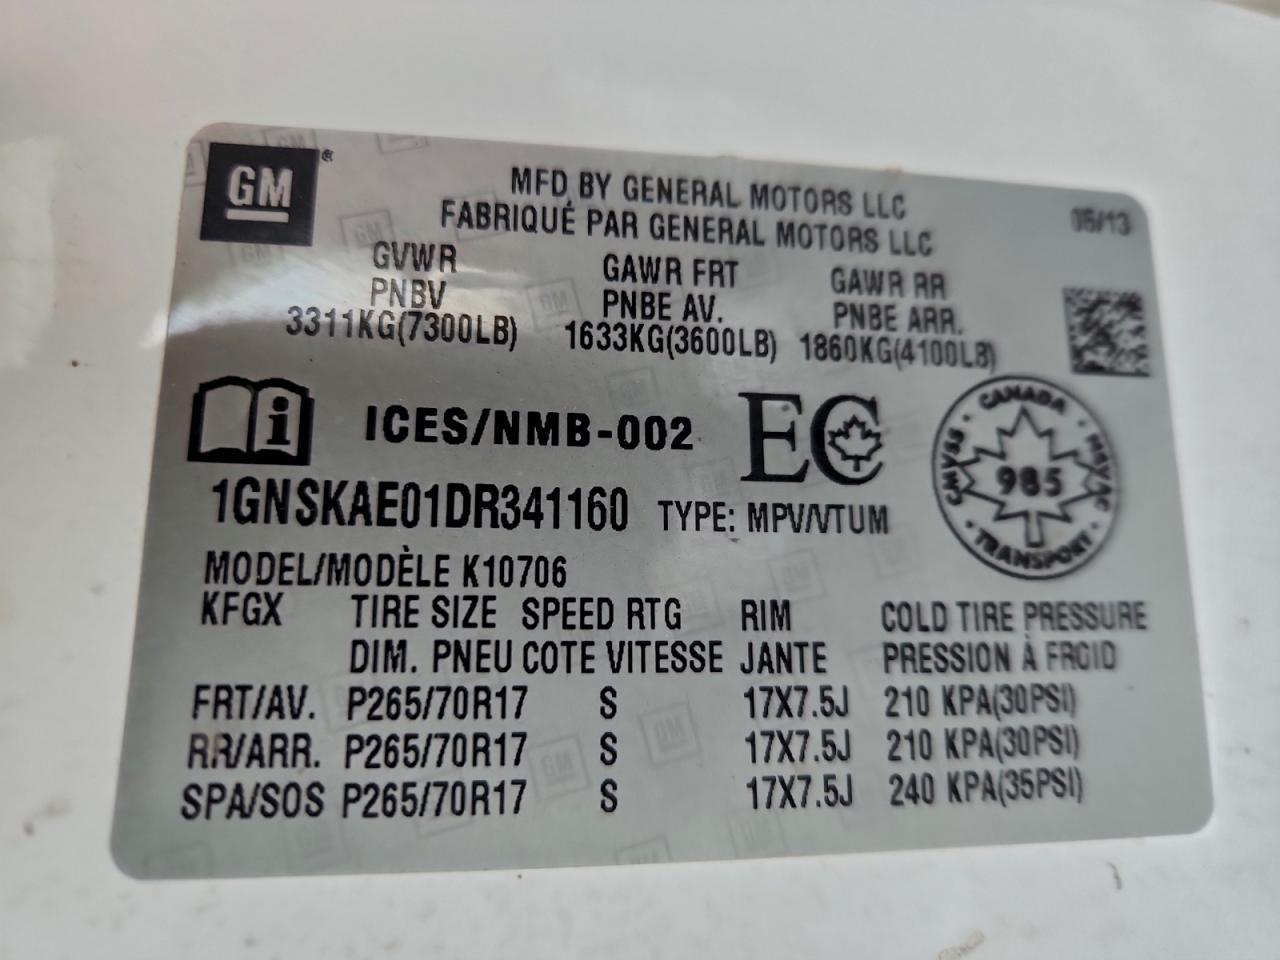 GM
MFD BY GENERAL MOTORS LLC
FABRIQUÉ PAR GENERAL MOTORS LLC
05/13
GVWR GAWR FRT GAWR RR
PNBV PNBE AV. PNBE ARR.
3311KG(7300LB) 1633KG(3600LB) 1860KG(4100LB)
i ICES/NMB-002 EC
CANADA
CMVSS 985 NSVAC
TRANSPORT
1GNSKAE01DR341160 TYPE: MPV/VTUM
MODEL/MODÈLE K10706
KFGX TIRE SIZE SPEED RTG RIM COLD TIRE PRESSURE
DIM. PNEU COTE VITESSE JANTE PRESSION À FROID
FRT/AV. P265/70R17 S 17X7.5J 210 KPA(30PSI)
RR/ARR. P265/70R17 S 17X7.5J 210 KPA(30PSI)
SPA/SOS P265/70R17 S 17X7.5J 240 KPA(35PSI)